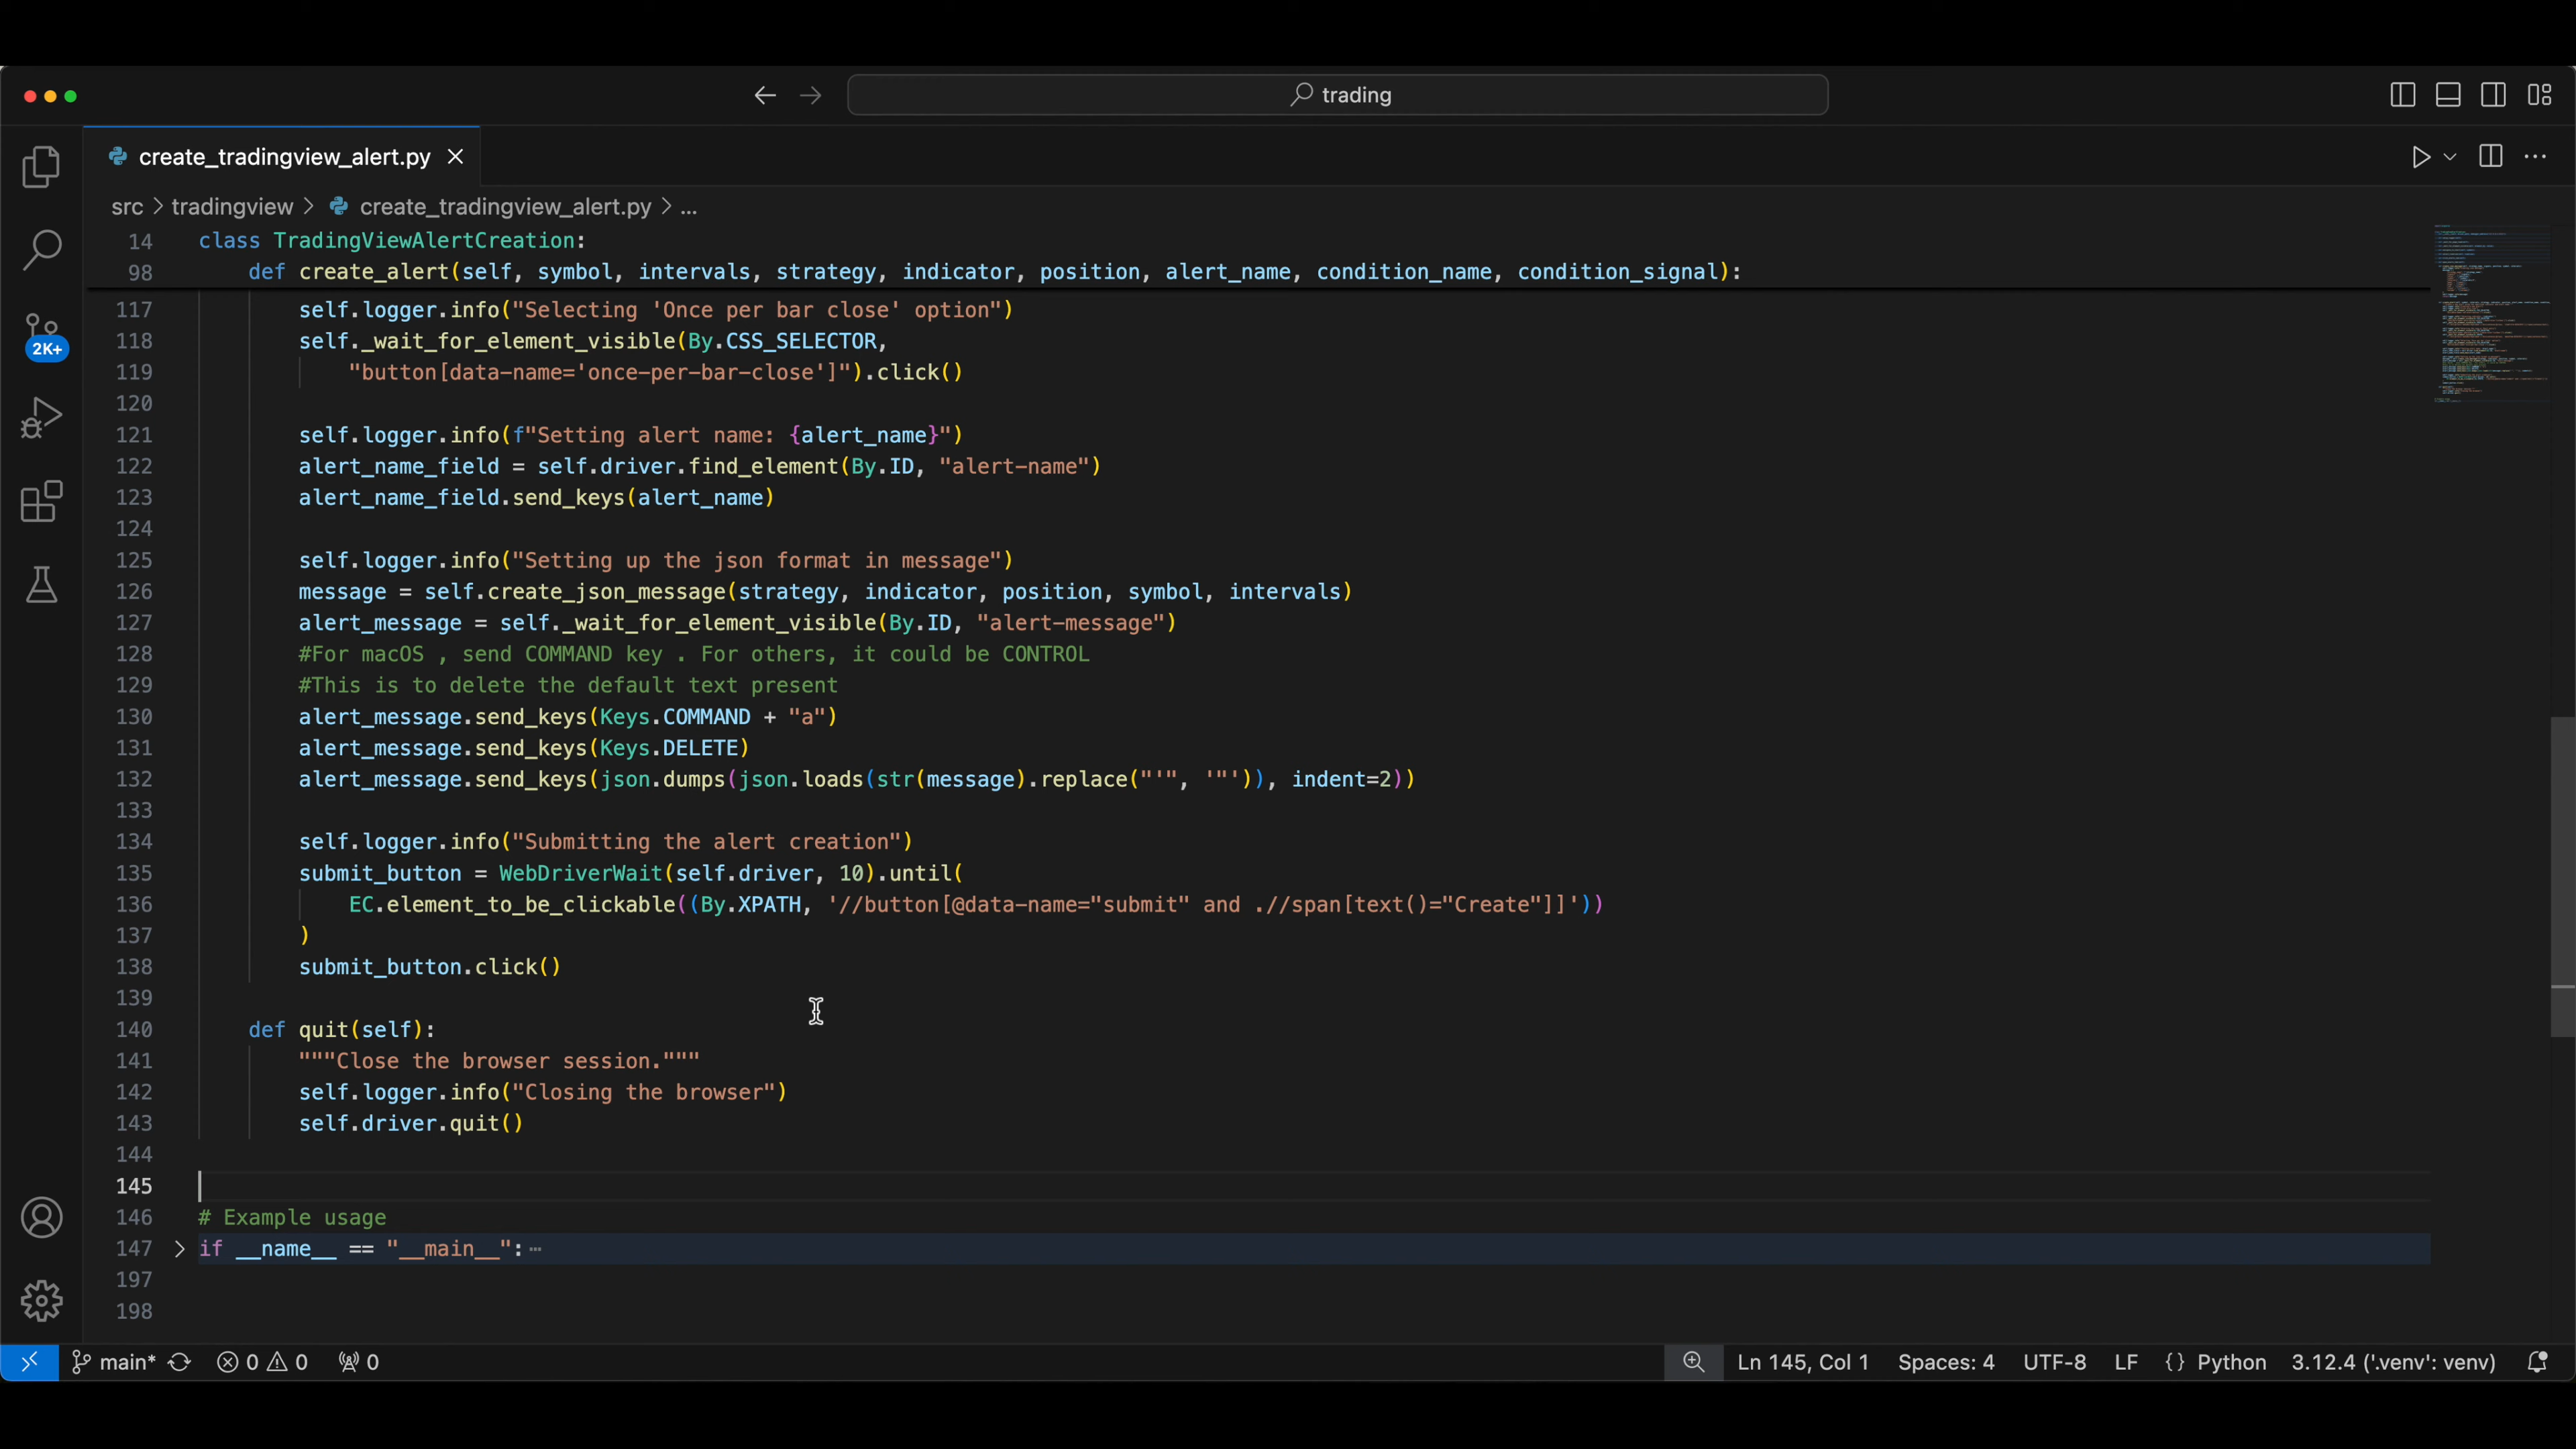 trading
create_tradingview_alert.py
src > tradingview > create_tradingview_alert.py > ...
14 class TradingViewAlertCreation:
98     def create_alert(self, symbol, intervals, strategy, indicator, position, alert_name, condition_name, condition_signal):
117         self.logger.info("Selecting 'Once per bar close' option")
118         self._wait_for_element_visible(By.CSS_SELECTOR,
119             "button[data-name='once-per-bar-close']").click()
120
121         self.logger.info(f"Setting alert name: {alert_name}")
122         alert_name_field = self.driver.find_element(By.ID, "alert-name")
123         alert_name_field.send_keys(alert_name)
124
125         self.logger.info("Setting up the json format in message")
126         message = self.create_json_message(strategy, indicator, position, symbol, intervals)
127         alert_message = self._wait_for_element_visible(By.ID, "alert-message")
128         #For macOS , send COMMAND key . For others, it could be CONTROL
129         #This is to delete the default text present
130         alert_message.send_keys(Keys.COMMAND + "a")
131         alert_message.send_keys(Keys.DELETE)
132         alert_message.send_keys(json.dumps(json.loads(str(message).replace("'", '"')), indent=2))
133
134         self.logger.info("Submitting the alert creation")
135         submit_button = WebDriverWait(self.driver, 10).until(
136             EC.element_to_be_clickable((By.XPATH, '//button[@data-name="submit" and .//span[text()="Create"]]'))
137         )
138         submit_button.click()
139
140     def quit(self):
141         """Close the browser session."""
142         self.logger.info("Closing the browser")
143         self.driver.quit()
144
145
146 # Example usage
147 if __name__ == "__main__": ⋯
197
198
2K+
main* 0 0 0 Ln 145, Col 1 Spaces: 4 UTF-8 LF {} Python 3.12.4 ('.venv': venv)